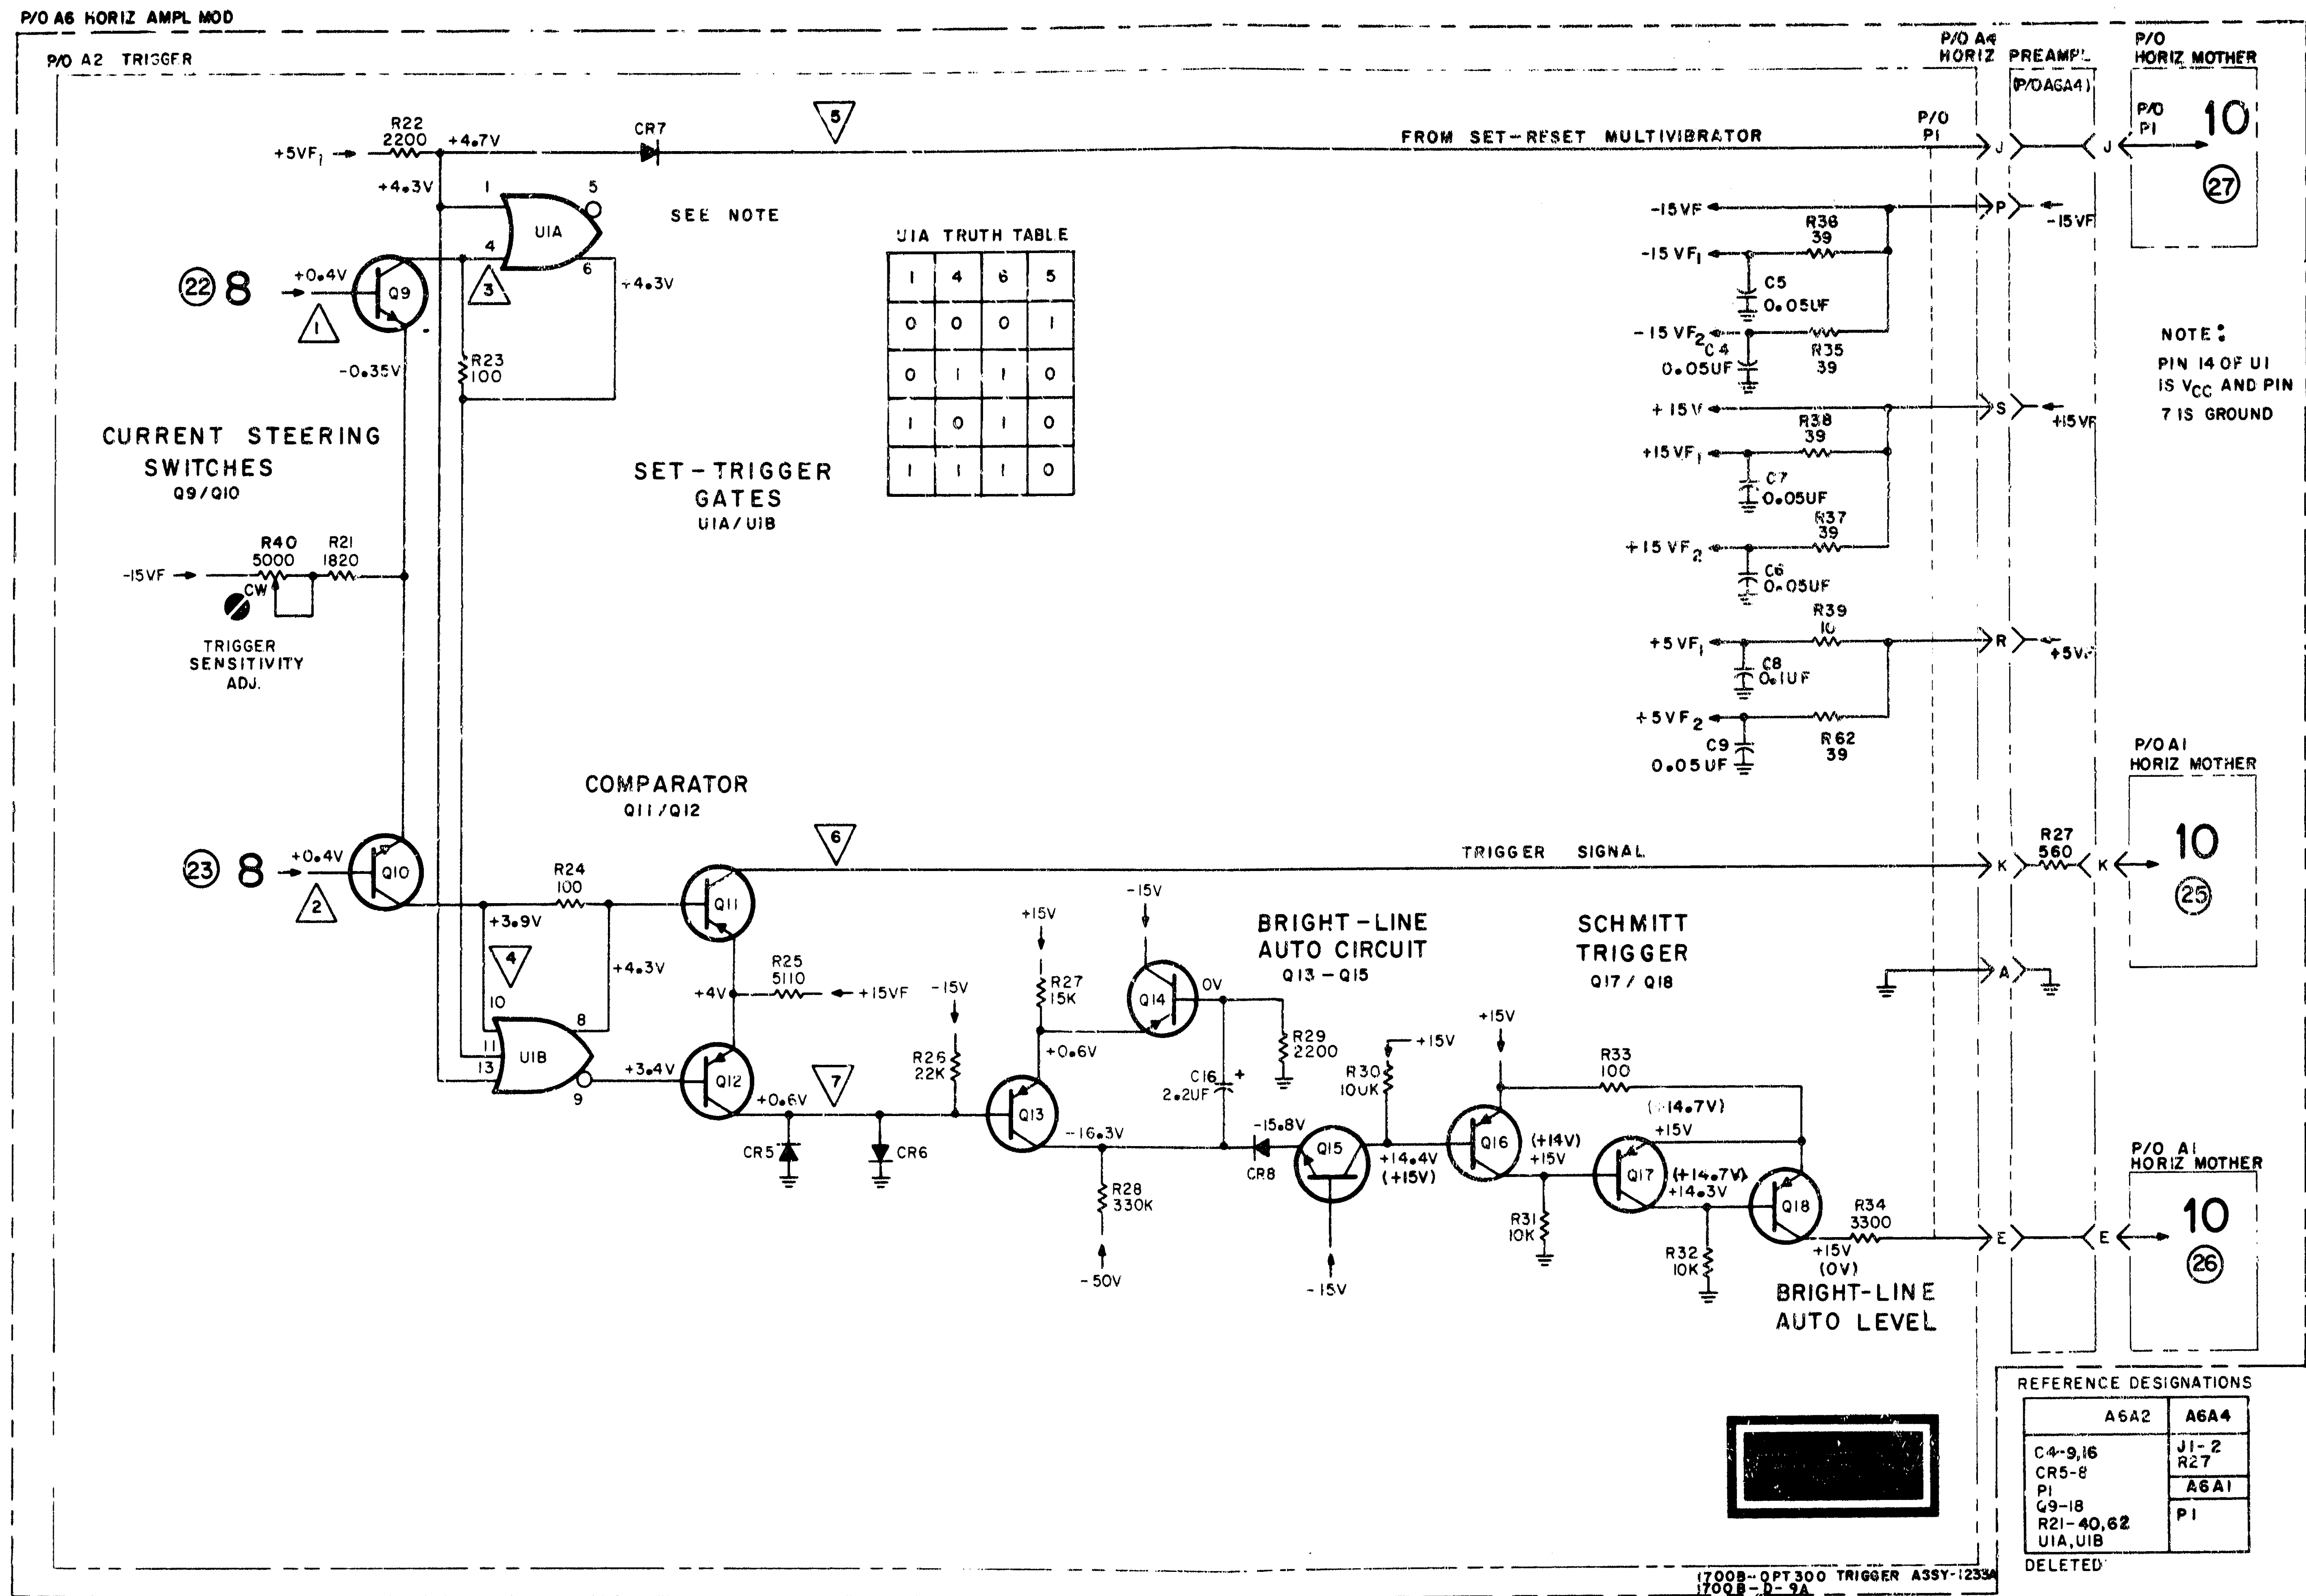 P/O A6 HORIZ AMPL MOD
P/O A2 TRIGGER
P/O A4
HORIZ PREAMPL
(P/O A6A4)
P/O
HORIZ MOTHER
P/O
P1
10
27
R22
2200
+4.7V
+5VF1
CR7
5
FROM SET-RESET MULTIVIBRATOR
P/O
P1
J
J
+4.3V
1
5
U1A
4
6
SEE NOTE
+4.3V
22 8
+0.4V
1
Q9
3
-0.35V
R23
100
U1A TRUTH TABLE
1 4 6 5
0 0 0 1
0 1 1 0
1 0 1 0
1 1 1 0
-15VF
P
-15VF
R36
39
-15VF1
C5
0.05UF
-15VF2
C4
0.05UF
R35
39
+15V
S
+15VF
R38
39
+15VF1
C7
0.05UF
R37
39
+15VF2
C6
0.05UF
R39
10
+5VF1
R
C8
0.1UF
+5VF2
C9
0.05UF
R62
39
NOTE:
PIN 14 OF U1
IS VCC AND PIN
7 IS GROUND
CURRENT STEERING
SWITCHES
Q9/Q10
SET-TRIGGER
GATES
U1A/U1B
R40
5000
R21
1820
-15VF
CW
TRIGGER
SENSITIVITY
ADJ.
COMPARATOR
Q11/Q12
6
TRIGGER SIGNAL
K
R27
560
K
P/O A1
HORIZ MOTHER
10
25
23 8
+0.4V
2
Q10
R24
100
+3.9V
4
+4.3V
Q11
+4V
R25
5110
+15VF
10
11
13
U1B
8
9
+3.4V
Q12
+0.6V
7
CR5
CR6
-15V
R26
22K
+15V
R27
15K
+0.6V
Q13
-16.3V
R28
330K
-50V
-15V
Q14
0V
BRIGHT-LINE
AUTO CIRCUIT
Q13-Q15
R29
2200
C16
2.2UF
+
-15.8V
CR8
Q15
-15V
R30
100K
+15V
+14.4V
(+15V)
SCHMITT
TRIGGER
Q17/Q18
+15V
Q16
(+14V)
+15V
R31
10K
R33
100
(+14.7V)
+15V
Q17
(+14.7V)
+14.3V
R32
10K
Q18
R34
3300
+15V
(0V)
BRIGHT-LINE
AUTO LEVEL
A
E
E
P/O A1
HORIZ MOTHER
10
26
REFERENCE DESIGNATIONS
A6A2 A6A4
C4-9,16
CR5-8
P1
Q9-18
R21-40,62
U1A,U1B
J1-2
R27
A6A1
P1
DELETED
1700B-OPT300 TRIGGER ASSY-1233A
1700B-D-9A